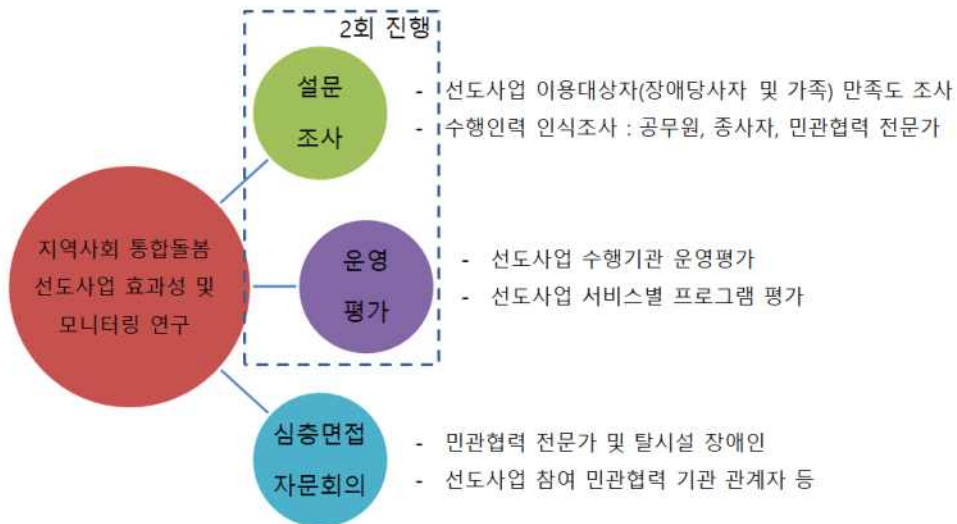 2회 진행
설문
조사
- 선도사업 이용대상자(장애당사자 및 가족) 만족도 조사
- 수행인력 인식조사 : 공무원, 종사자, 민관협력 전문가
지역사회 통합돌봄
선도사업 효과성 및
모니터링 연구
운영
평가
- 선도사업 수행기관 운영평가
- 선도사업 서비스별 프로그램 평가
심층면접
자문회의
- 민관협력 전문가 및 탈시설 장애인
- 선도사업 참여 민관협력 기관 관계자 등